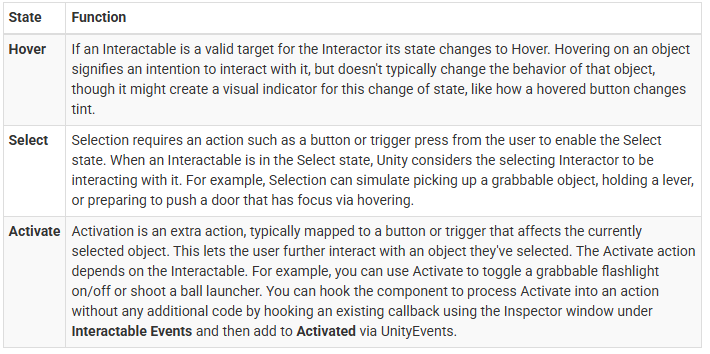 State Function
Hover If an Interactable is a valid target for the Interactor its state changes to Hover. Hovering on an object
signifies an intention to interact with it, but doesn't typically change the behavior of that object,
though it might create a visual indicator for this change of state, like how a hovered button changes
tint.
Select Selection requires an action such as a button or trigger press from the user to enable the Select
state. When an Interactable is in the Select state, Unity considers the selecting Interactor to be
interacting with it. For example, Selection can simulate picking up a grabbable object, holding a lever,
or preparing to push a door that has focus via hovering.
Activate Activation is an extra action, typically mapped to a button or trigger that affects the currently
selected object. This lets the user further interact with an object they've selected. The Activate action
depends on the Interactable. For example, you can use Activate to toggle a grabbable flashlight
on/off or shoot a ball launcher. You can hook the component to process Activate into an action
without any additional code by hooking an existing callback using the Inspector window under
Interactable Events and then add to Activated via UnityEvents.